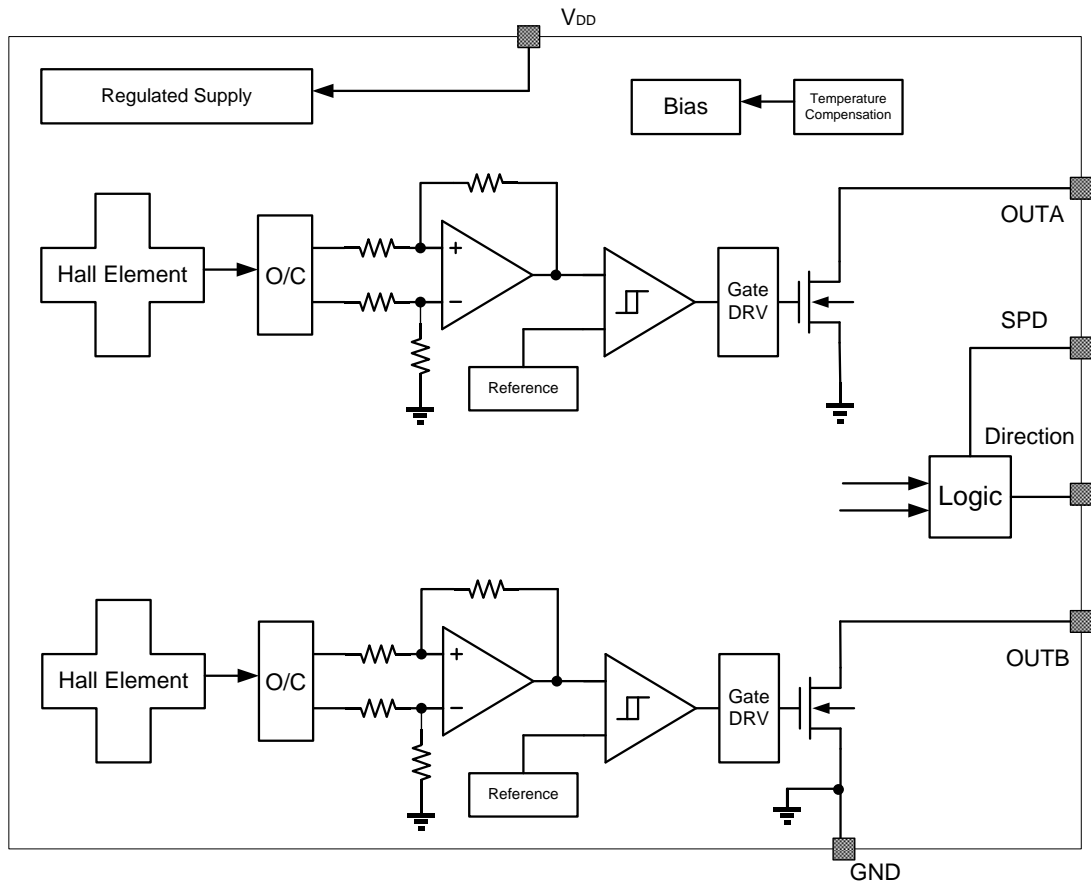 VDD
Regulated Supply
Bias
Temperature
Compensation
OUTA
Hall Element
O/C
+
−
Gate
DRV
Reference
SPD
Direction
Logic
Hall Element
O/C
+
−
Gate
DRV
Reference
OUTB
GND